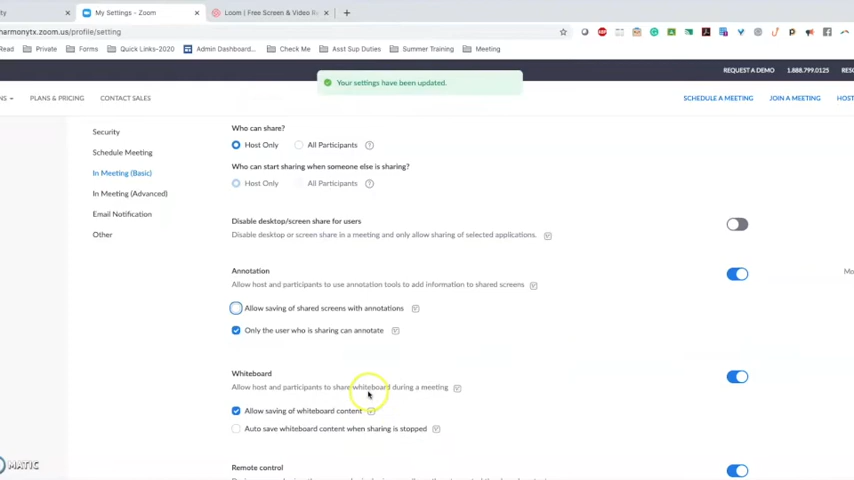 My Settings - Zoom
Loom | Free Screen & Video Re
harmonytx.zoom.us/profile/setting
Read
Private
Forms
Quick Links-2020
Admin Dashboard...
Check Me
Asst Sup Duties
Summer Training
Meeting
REQUEST A DEMO
1.888.799.0125
Your settings have been updated.
PLANS & PRICING
CONTACT SALES
SCHEDULE A MEETING
JOIN A MEETING
HOST
Security
Schedule Meeting
In Meeting (Basic)
In Meeting (Advanced)
Email Notification
Other
Who can share?
Host Only
All Participants
Who can start sharing when someone else is sharing?
Host Only
All Participants
Disable desktop/screen share for users
Disable desktop or screen share in a meeting and only allow sharing of selected applications.
Annotation
Allow host and participants to use annotation tools to add information to shared screens
Allow saving of shared screens with annotations
Only the user who is sharing can annotate
Whiteboard
Allow host and participants to share whiteboard during a meeting
Allow saving of whiteboard content
Auto save whiteboard content when sharing is stopped
Remote control
MATIC